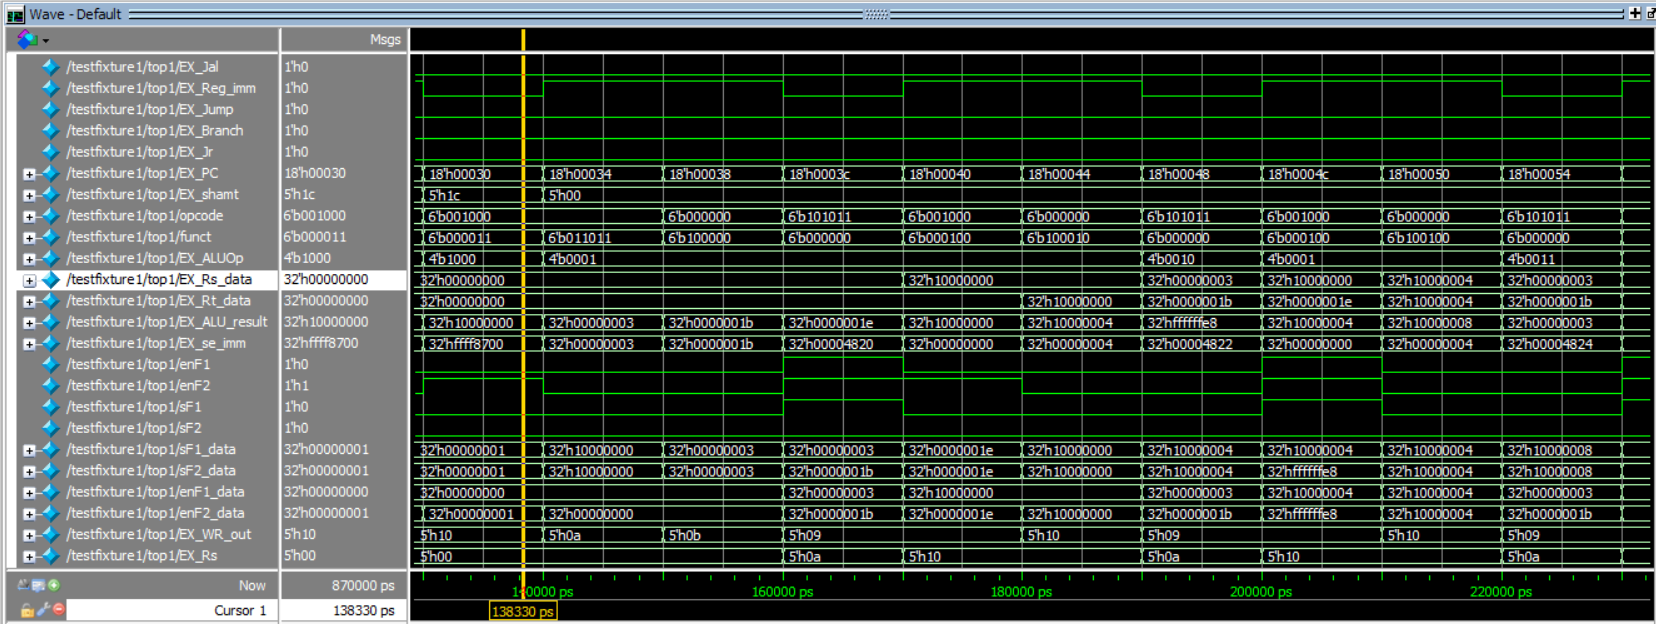 Wave - Default
Msgs
/testfixture1/top1/EX_Jal 1'h0
/testfixture1/top1/EX_Reg_imm 1'h0
/testfixture1/top1/EX_Jump 1'h0
/testfixture1/top1/EX_Branch 1'h0
/testfixture1/top1/EX_Jr 1'h0
/testfixture1/top1/EX_PC 18'h00030 18'h00030 18'h00034 18'h00038 18'h0003c 18'h00040 18'h00044 18'h00048 18'h0004c 18'h00050 18'h00054
/testfixture1/top1/EX_shamt 5'h1c 5'h1c 5'h00
/testfixture1/top1/opcode 6'b001000 6'b001000 6'b000000 6'b101011 6'b001000 6'b000000 6'b101011 6'b001000 6'b000000 6'b101011
/testfixture1/top1/funct 6'b000011 6'b000011 6'b011011 6'b100000 6'b000000 6'b000100 6'b100010 6'b000000 6'b000100 6'b100100 6'b000000
/testfixture1/top1/EX_ALUOp 4'b1000 4'b1000 4'b0001 4'b0010 4'b0001 4'b0011
/testfixture1/top1/EX_Rs_data 32'h00000000 32'h00000000 32'h10000000 32'h00000003 32'h10000000 32'h10000004 32'h00000003
/testfixture1/top1/EX_Rt_data 32'h00000000 32'h00000000 32'h10000000 32'h0000001b 32'h0000001e 32'h10000004 32'h0000001b
/testfixture1/top1/EX_ALU_result 32'h10000000 32'h10000000 32'h00000003 32'h0000001b 32'h0000001e 32'h10000000 32'h10000004 32'hffffffe8 32'h10000004 32'h10000008 32'h00000003
/testfixture1/top1/EX_se_imm 32'hffff8700 32'hffff8700 32'h00000003 32'h0000001b 32'h00004820 32'h00000000 32'h00000004 32'h00004822 32'h00000000 32'h00000004 32'h00004824
/testfixture1/top1/enF1 1'h0
/testfixture1/top1/enF2 1'h1
/testfixture1/top1/sF1 1'h0
/testfixture1/top1/sF2 1'h0
/testfixture1/top1/sF1_data 32'h00000001 32'h00000001 32'h10000000 32'h00000003 32'h00000003 32'h0000001e 32'h10000000 32'h10000004 32'h10000004 32'h10000004 32'h10000008
/testfixture1/top1/sF2_data 32'h00000001 32'h00000001 32'h10000000 32'h00000003 32'h0000001b 32'h0000001e 32'h10000000 32'h10000004 32'hffffffe8 32'h10000004 32'h10000008
/testfixture1/top1/enF1_data 32'h00000000 32'h00000000 32'h00000003 32'h10000000 32'h00000003 32'h10000004 32'h10000004 32'h00000003
/testfixture1/top1/enF2_data 32'h00000001 32'h00000001 32'h00000000 32'h0000001b 32'h0000001e 32'h10000000 32'h0000001b 32'hffffffe8 32'h10000004 32'h0000001b
/testfixture1/top1/EX_WR_out 5'h10 5'h10 5'h0a 5'h0b 5'h09 5'h10 5'h09 5'h10 5'h09
/testfixture1/top1/EX_Rs 5'h00 5'h00 5'h0a 5'h10 5'h0a 5'h10 5'h0a
Now 870000 ps 140000 ps 160000 ps 180000 ps 200000 ps 220000 ps
Cursor 1 138330 ps 138330 ps